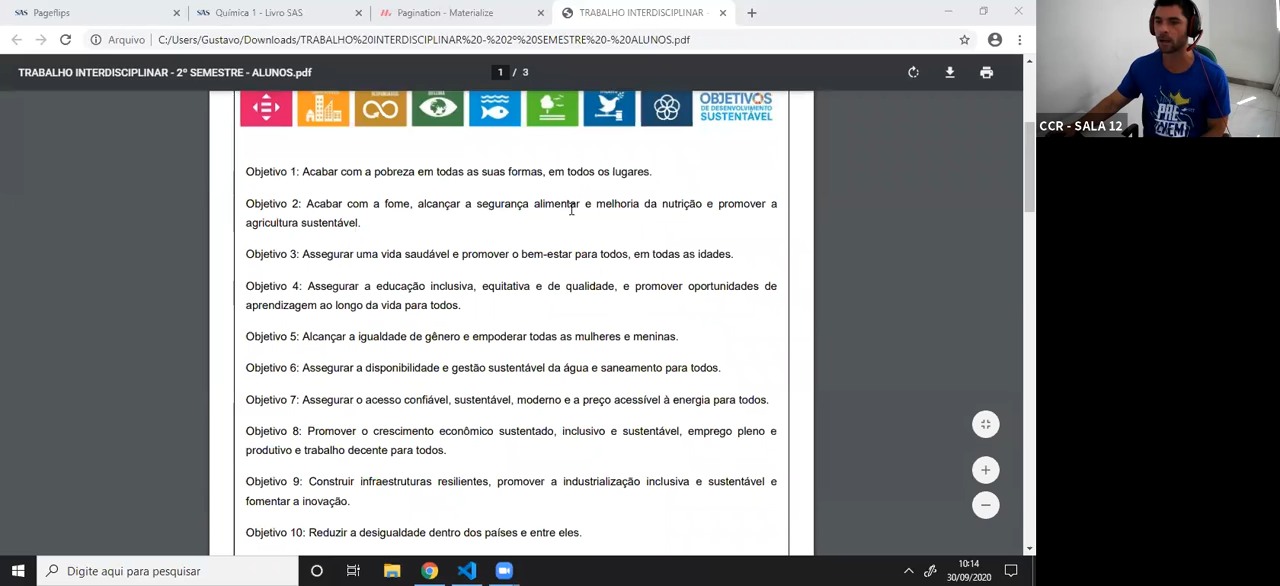 Pageflips
Química 1 - Livro SAS
Pagination - Materialize
TRABALHO INTERDISCIPLINAR -
Arquivo
C:/Users/Gustavo/Downloads/TRABALHO%20INTERDISCIPLINAR%20-%202º%20SEMESTRE%20-%20ALUNOS.pdf
TRABALHO INTERDISCIPLINAR - 2º SEMESTRE - ALUNOS.pdf
1 / 3
CCR - SALA 12
OBJETIVOS
DE DESENVOLVIMENTO
SUSTENTÁVEL
Objetivo 1: Acabar com a pobreza em todas as suas formas, em todos os lugares.
Objetivo 2: Acabar com a fome, alcançar a segurança alimentar e melhoria da nutrição e promover a
agricultura sustentável.
Objetivo 3: Assegurar uma vida saudável e promover o bem-estar para todos, em todas as idades.
Objetivo 4: Assegurar a educação inclusiva, equitativa e de qualidade, e promover oportunidades de
aprendizagem ao longo da vida para todos.
Objetivo 5: Alcançar a igualdade de gênero e empoderar todas as mulheres e meninas.
Objetivo 6: Assegurar a disponibilidade e gestão sustentável da água e saneamento para todos.
Objetivo 7: Assegurar o acesso confiável, sustentável, moderno e a preço acessível à energia para todos.
Objetivo 8: Promover o crescimento econômico sustentado, inclusivo e sustentável, emprego pleno e
produtivo e trabalho decente para todos.
Objetivo 9: Construir infraestruturas resilientes, promover a industrialização inclusiva e sustentável e
fomentar a inovação.
Objetivo 10: Reduzir a desigualdade dentro dos países e entre eles.
Digite aqui para pesquisar
10:14
30/09/2020